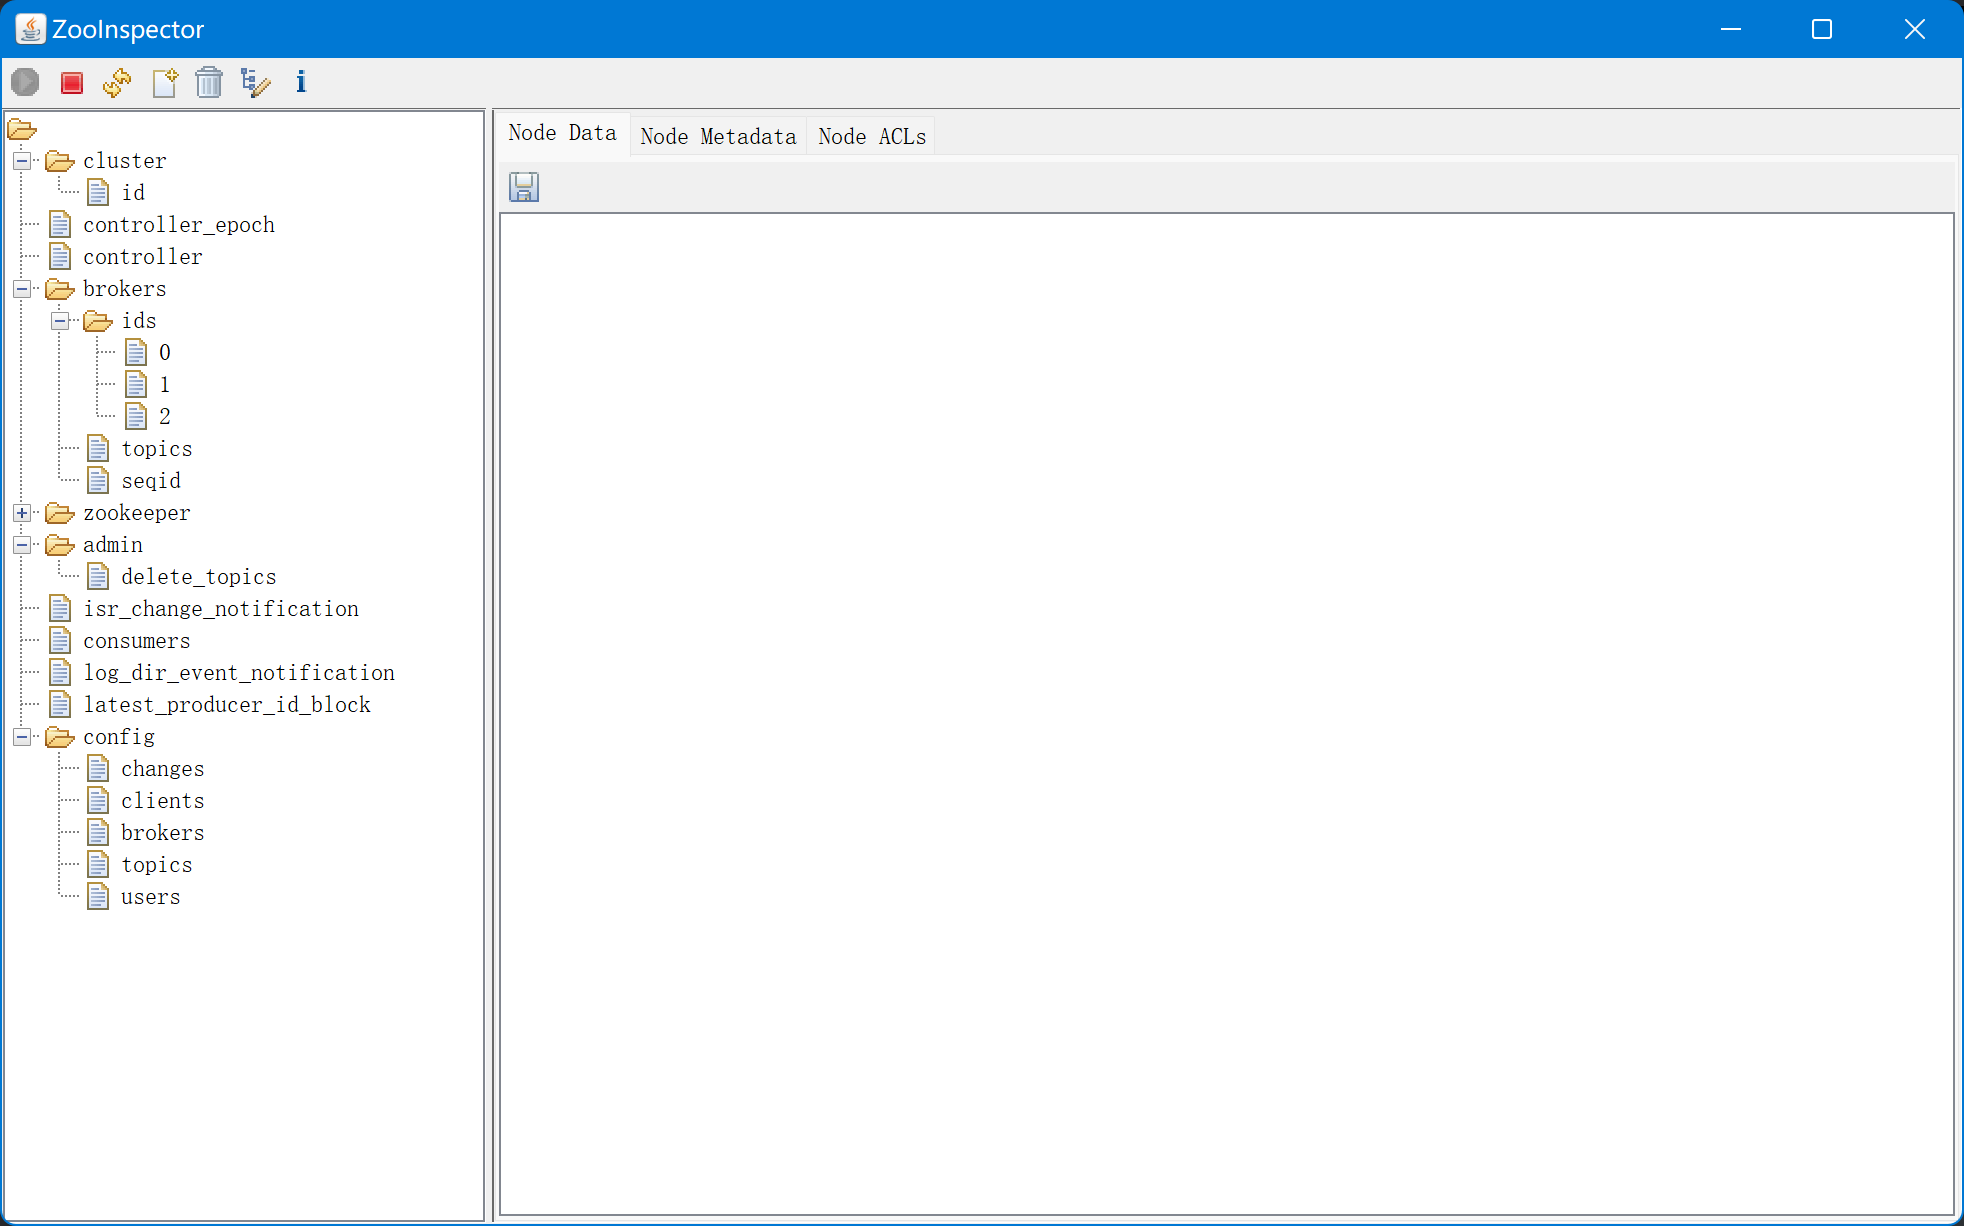 ZooInspector
Node Data Node Metadata Node ACLs
cluster
id
controller_epoch
controller
brokers
ids
0
1
2
topics
seqid
zookeeper
admin
delete_topics
isr_change_notification
consumers
log_dir_event_notification
latest_producer_id_block
config
changes
clients
brokers
topics
users